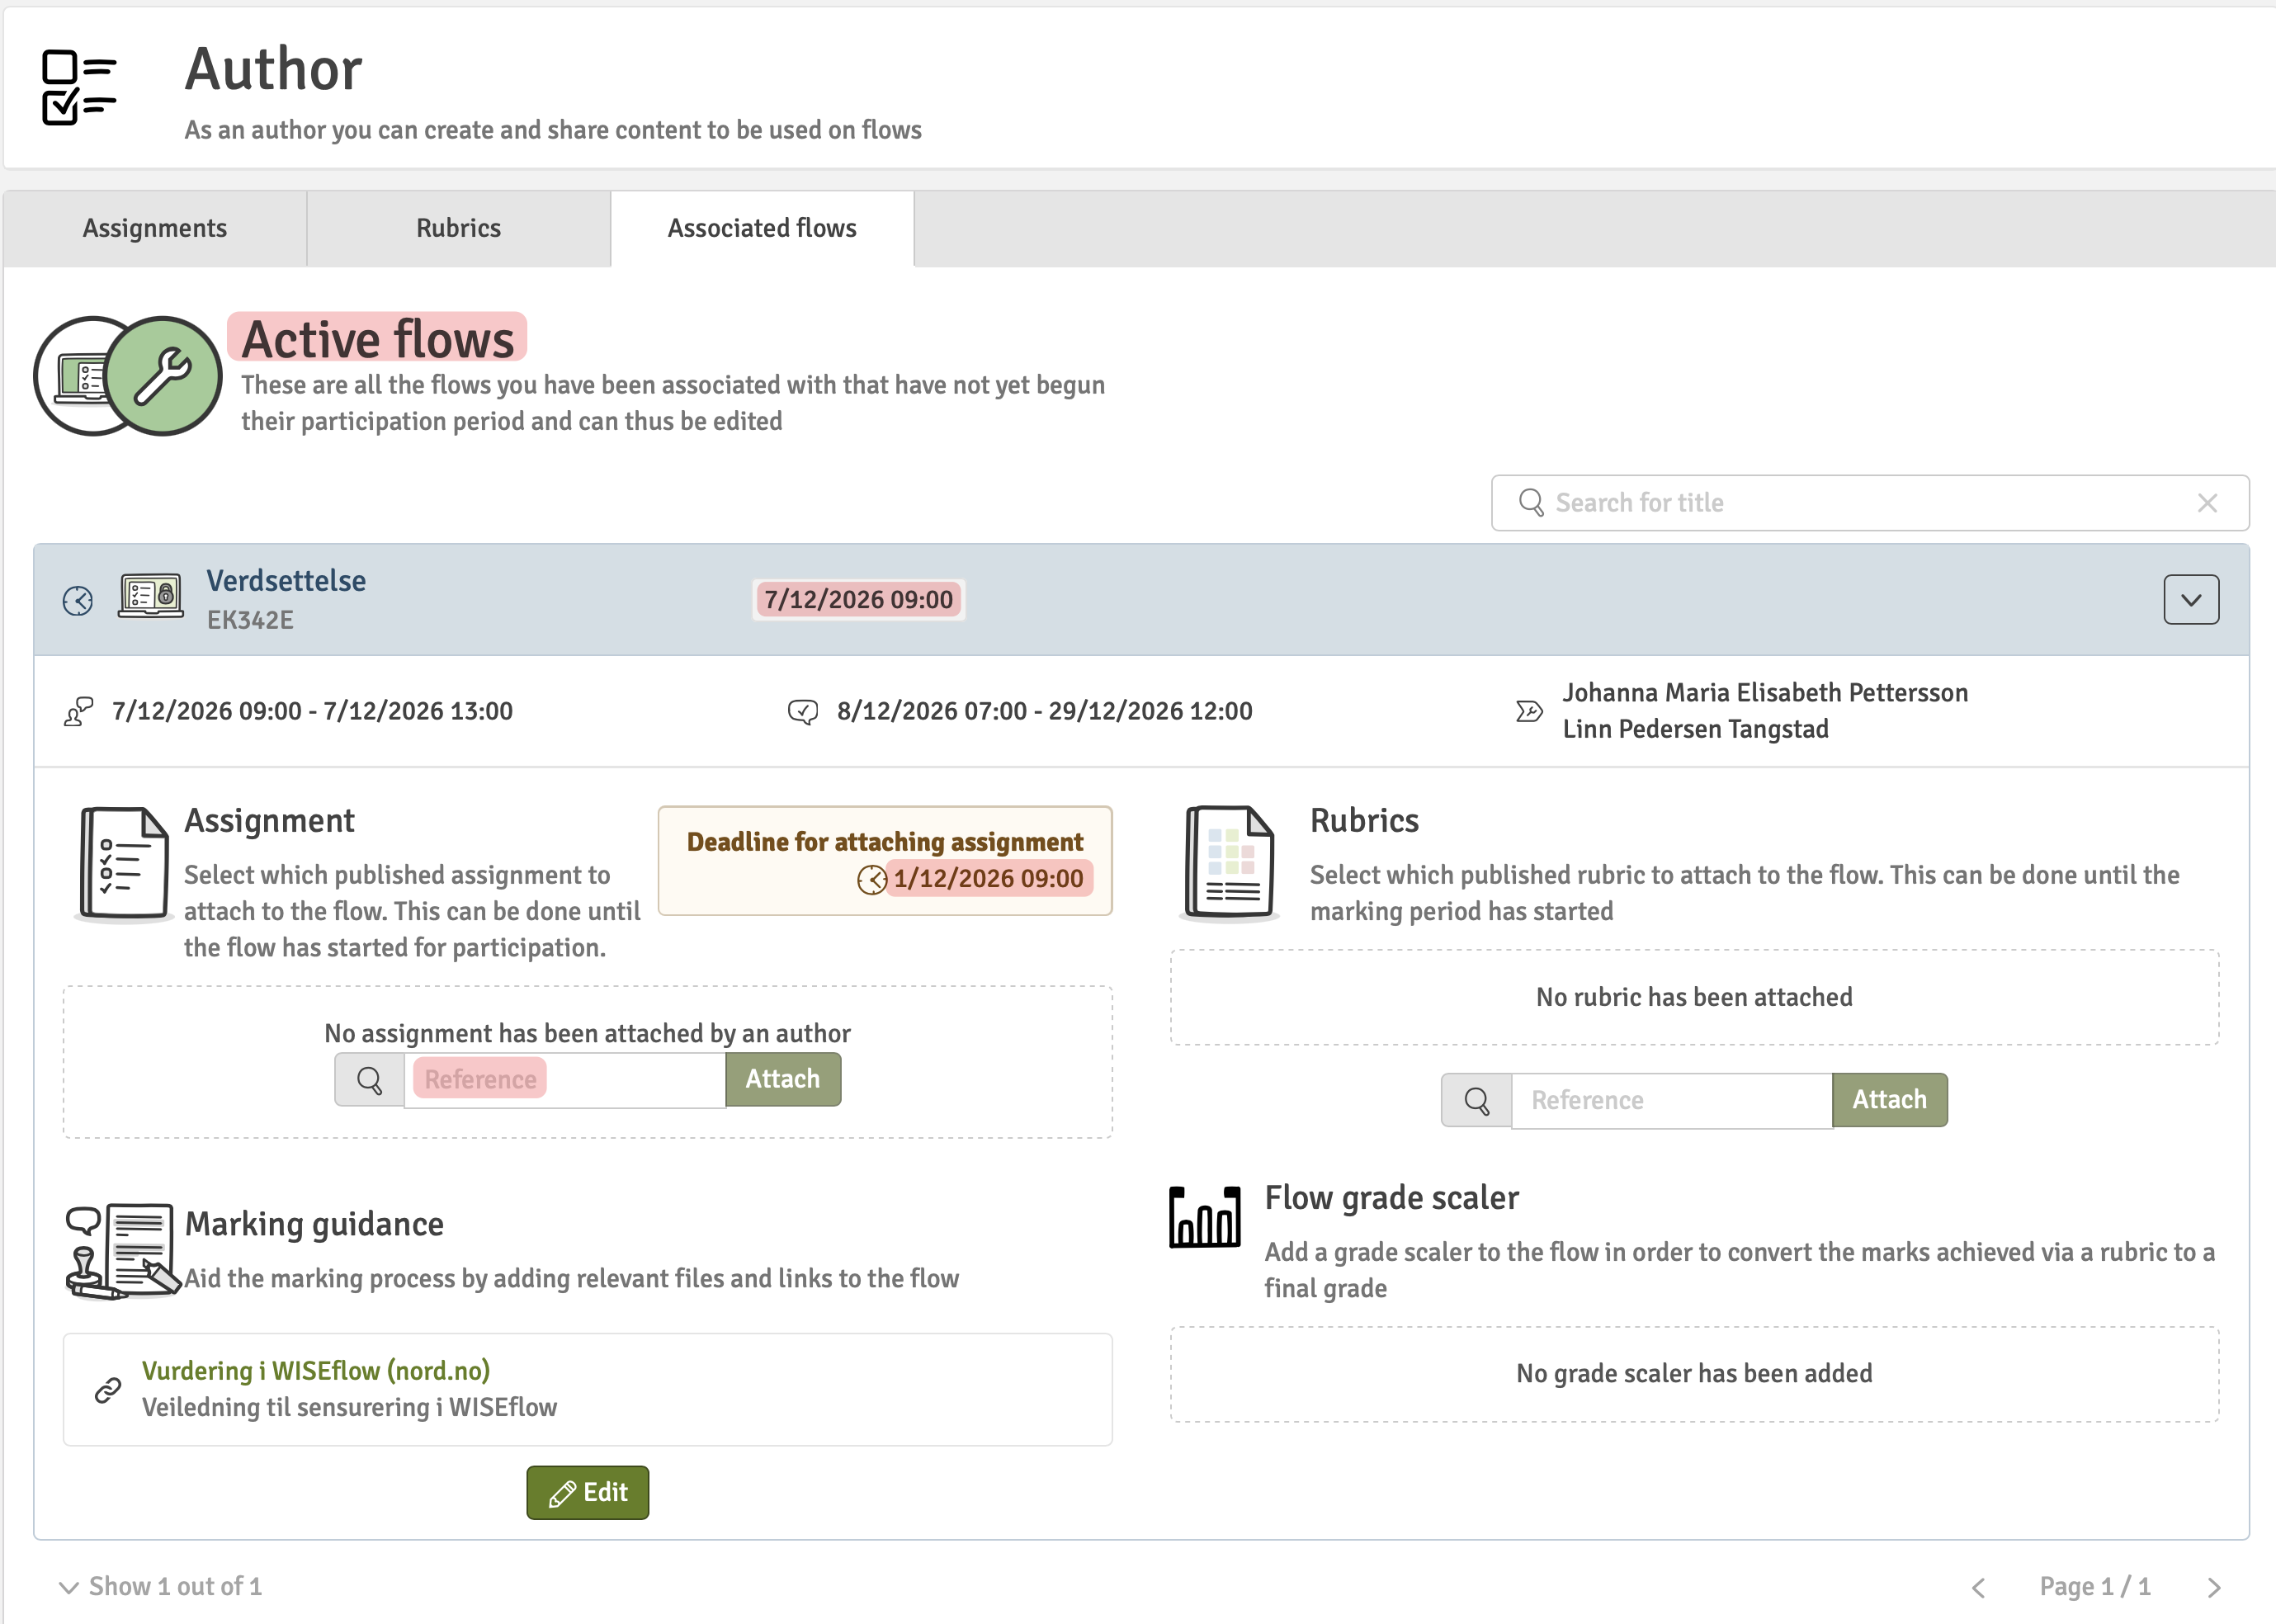 Author
As an author you can create and share content to be used on flows
Assignments
Rubrics
Associated flows
Active flows
These are all the flows you have been associated with that have not yet begun
their participation period and can thus be edited
Search for title
Verdsettelse
EK342E
7/12/2026 09:00
7/12/2026 09:00 - 7/12/2026 13:00
8/12/2026 07:00 - 29/12/2026 12:00
Johanna Maria Elisabeth Pettersson
Linn Pedersen Tangstad
Assignment
Select which published assignment to
attach to the flow. This can be done until
the flow has started for participation.
Deadline for attaching assignment
1/12/2026 09:00
No assignment has been attached by an author
Reference
Attach
Rubrics
Select which published rubric to attach to the flow. This can be done until the
marking period has started
No rubric has been attached
Reference
Attach
Marking guidance
Aid the marking process by adding relevant files and links to the flow
Vurdering i WISEflow (nord.no)
Veiledning til sensurering i WISEflow
Edit
Flow grade scaler
Add a grade scaler to the flow in order to convert the marks achieved via a rubric to a
final grade
No grade scaler has been added
Show 1 out of 1
Page 1 / 1